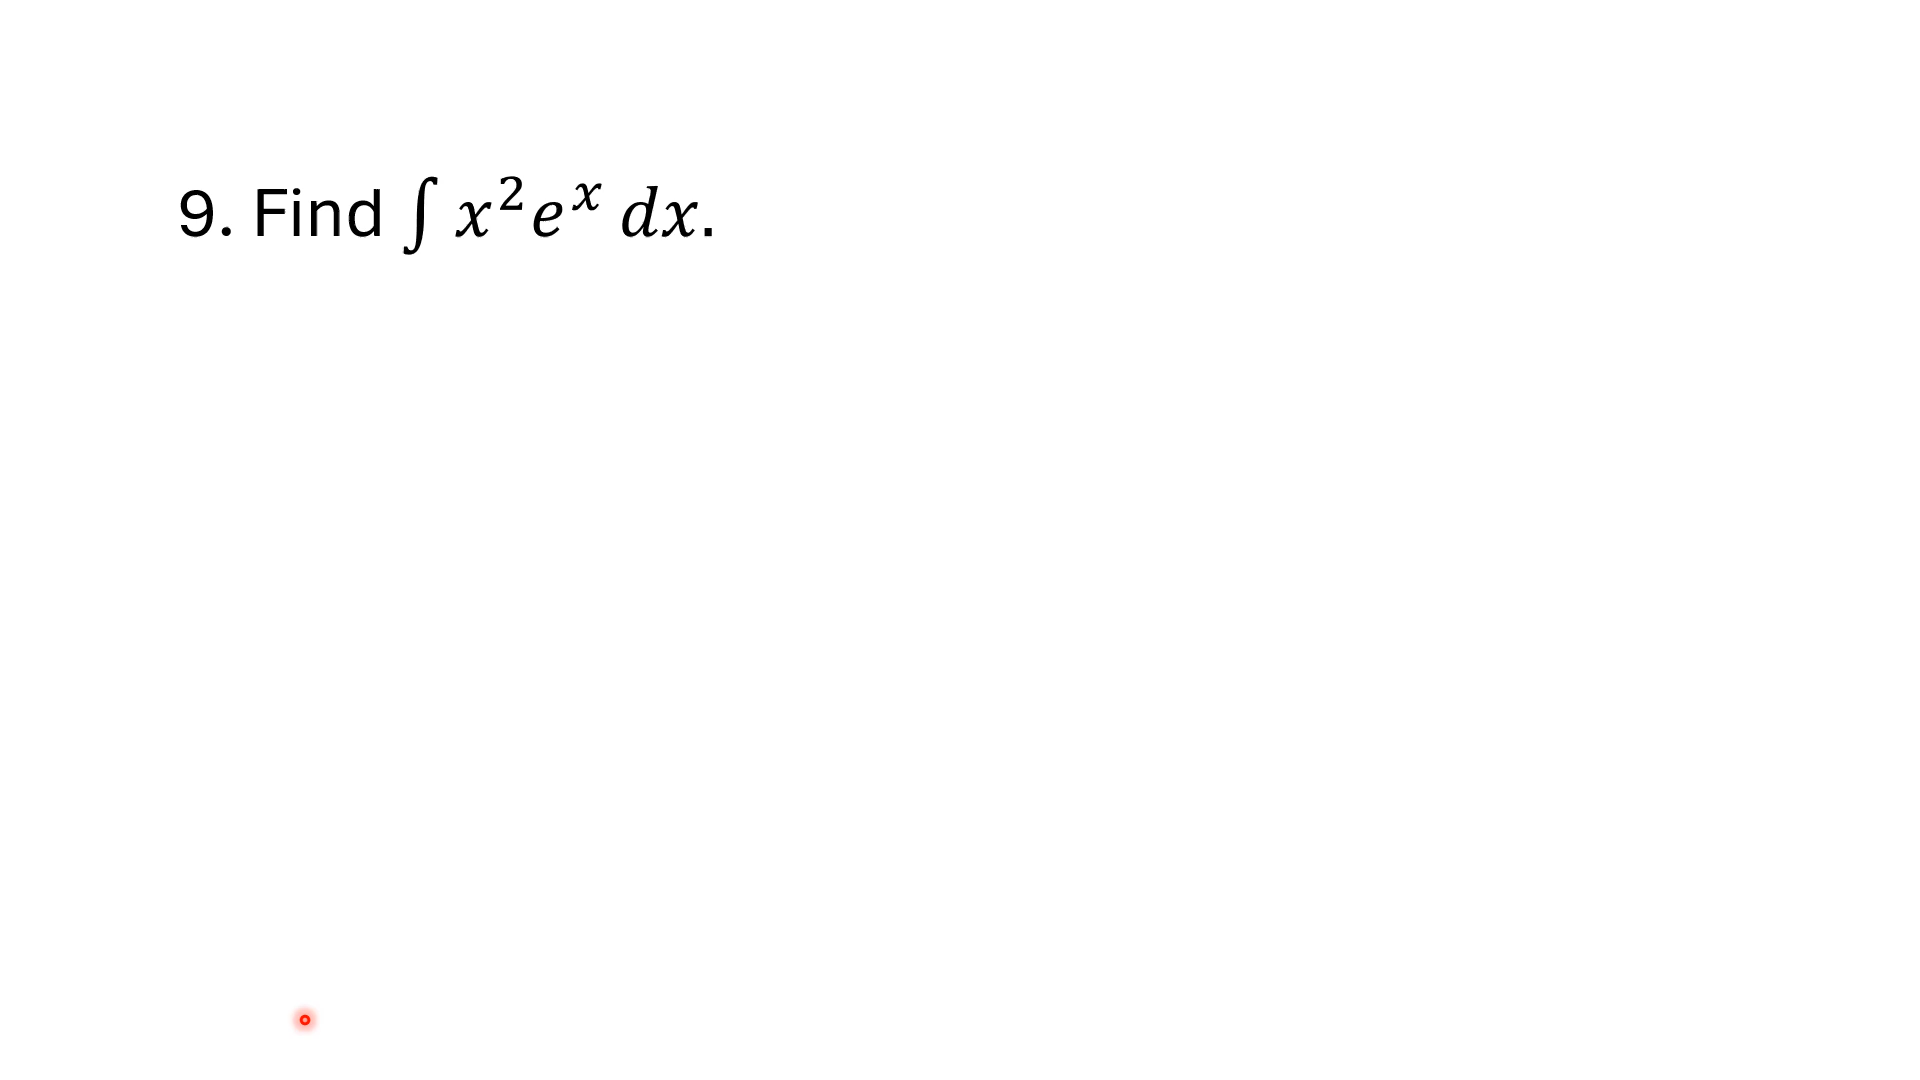 9. Find ∫ x²eˣ dx.